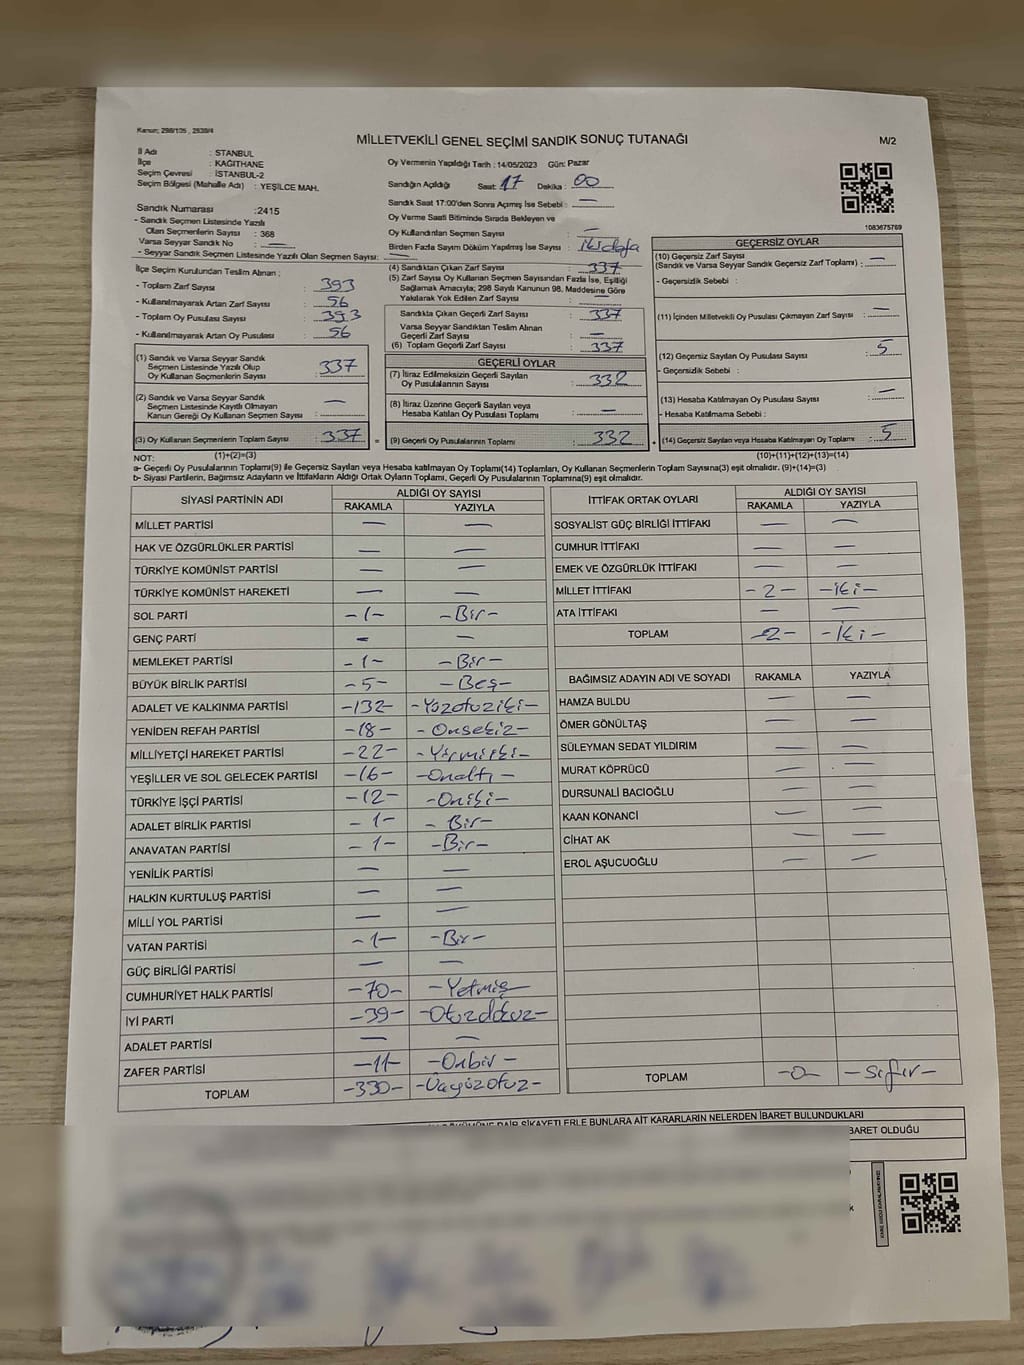 Kanun; 298/105 , 2839/4
MİLLETVEKİLİ GENEL SEÇİMİ SANDIK SONUÇ TUTANAĞI
M/2
İl Adı : STANBUL
İlçe : KAĞITHANE
Seçim Çevresi : İSTANBUL-2
Seçim Bölgesi (Mahalle Adı) : YEŞİLCE MAH.
Oy Vermenin Yapıldığı Tarih : 14/05/2023 Gün: Pazar
Sandığın Açıldığı Saat: 17 Dakika : 00
Sandık Saat 17:00'den Sonra Açımış İse Sebebi : —
Oy Verme Saati Bitiminde Sırada Bekleyen ve
Oy Kullandırılan Seçmen Sayısı : —
Birden Fazla Sayım Döküm Yapılmış İse Sayısı :
1083675769
Sandık Numarası :2415
- Sandık Seçmen Listesinde Yazılı
Olan Seçmenlerin Sayısı : 368
Varsa Seyyar Sandık No : —
- Seyyar Sandık Seçmen Listesinde Yazılı Olan Seçmen Sayısı: —
İlçe Seçim Kurulundan Teslim Alınan :
- Toplam Zarf Sayısı : 393
- Kullanılmayarak Artan Zarf Sayısı : 56
- Toplam Oy Pusulası Sayısı : 393
- Kullanılmayarak Artan Oy Pusulası : 56
(1) Sandık ve Varsa Seyyar Sandık
Seçmen Listesinde Yazılı Olup
Oy Kullanan Seçmenlerin Sayısı : 337
(2) Sandık ve Varsa Seyyar Sandık
Seçmen Listesinde Kayıtlı Olmayan
Kanun Gereği Oy Kullanan Seçmen Sayısı : —
(3) Oy Kullanan Seçmenlerin Toplam Sayısı : 337
(4) Sandıktan Çıkan Zarf Sayısı : 337
(5) Zarf Sayısı Oy Kullanan Seçmen Sayısından Fazla İse, Eşitliği
Sağlamak Amacıyla; 298 Sayılı Kanunun 98. Maddesine Göre
Yakılarak Yok Edilen Zarf Sayısı : —
Sandıkta Çıkan Geçerli Zarf Sayısı : 337
Varsa Seyyar Sandıktan Teslim Alınan
Geçerli Zarf Sayısı : —
(6) Toplam Geçerli Zarf Sayısı : 337
GEÇERLİ OYLAR
(7) İtiraz Edilmeksizin Geçerli Sayılan
Oy Pusulalarının Sayısı : 332
(8) İtiraz Üzerine Geçerli Sayılan veya
Hesaba Katılan Oy Pusulası Toplamı : —
= (9) Geçerli Oy Pusulalarının Toplamı : 332
GEÇERSİZ OYLAR
(10) Geçersiz Zarf Sayısı
(Sandık ve Varsa Seyyar Sandık Geçersiz Zarf Toplamı) : —
- Geçersizlik Sebebi :
(11) İçinden Milletvekili Oy Pusulası Çıkmayan Zarf Sayısı : —
(12) Geçersiz Sayılan Oy Pusulası Sayısı : 5
- Geçersizlik Sebebi :
(13) Hesaba Katılmayan Oy Pusulası Sayısı : —
- Hesaba Katılmama Sebebi :
+ (14) Geçersiz Sayılan veya Hesaba Katılmayan Oy Toplamı : 5
NOT: (1)+(2)=(3)
(10)+(11)+(12)+(13)=(14)
a- Geçerli Oy Pusulalarının Toplamı(9) ile Geçersiz Sayılan veya Hesaba katılmayan Oy Toplamı(14) Toplamları, Oy Kullanan Seçmenlerin Toplam Sayısına(3) eşit olmalıdır. (9)+(14)=(3)
b- Siyasi Partilerin, Bağımsız Adayların ve İttifakların Aldığı Ortak Oyların Toplamı, Geçerli Oy Pusulalarının Toplamına(9) eşit olmalıdır.
SİYASİ PARTİNİN ADI ALDIĞI OY SAYISI
RAKAMLA YAZIYLA
MİLLET PARTİSİ — —
HAK VE ÖZGÜRLÜKLER PARTİSİ — —
TÜRKİYE KOMÜNİST PARTİSİ — —
TÜRKİYE KOMÜNİST HAREKETİ — —
SOL PARTİ -1- -Bir-
GENÇ PARTİ — —
MEMLEKET PARTİSİ -1- -Bir-
BÜYÜK BİRLİK PARTİSİ -5- -Beş-
ADALET VE KALKINMA PARTİSİ -132- -Yüzotuziki-
YENİDEN REFAH PARTİSİ -18- -Onsekiz-
MİLLİYETÇİ HAREKET PARTİSİ -22- -Yirmiiki-
YEŞİLLER VE SOL GELECEK PARTİSİ -16- -Onaltı-
TÜRKİYE İŞÇİ PARTİSİ -12- -Oniki-
ADALET BİRLİK PARTİSİ -1- -Bir-
ANAVATAN PARTİSİ -1- -Bir-
YENİLİK PARTİSİ — —
HALKIN KURTULUŞ PARTİSİ — —
MİLLİ YOL PARTİSİ — —
VATAN PARTİSİ -1- -Bir-
GÜÇ BİRLİĞİ PARTİSİ — —
CUMHURİYET HALK PARTİSİ -70- -Yetmiş
İYİ PARTİ -39- -Otuzdokuz-
ADALET PARTİSİ — —
ZAFER PARTİSİ -11- -Onbir-
TOPLAM -330- -Üçyüzotuz-
İTTİFAK ORTAK OYLARI ALDIĞI OY SAYISI
RAKAMLA YAZIYLA
SOSYALİST GÜÇ BİRLİĞİ İTTİFAKI — —
CUMHUR İTTİFAKI — —
EMEK VE ÖZGÜRLÜK İTTİFAKI — —
MİLLET İTTİFAKI -2- -iki-
ATA İTTİFAKI — —
TOPLAM -2- -iki-
BAĞIMSIZ ADAYIN ADI VE SOYADI RAKAMLA YAZIYLA
HAMZA BULDU — —
ÖMER GÖNÜLTAŞ — —
SÜLEYMAN SEDAT YILDIRIM — —
MURAT KÖPRÜCÜ — —
DURSUNALİ BACIOĞLU — —
KAAN KONANCİ — —
CİHAT AK — —
EROL AŞUCUOĞLU — —
TOPLAM -0- -Sıfır-
DAİR ŞİKAYETLERLE BUNLARA AİT KARARLARIN NELERDEN İBARET BULUNDUKLARI
BARET OLDUĞU